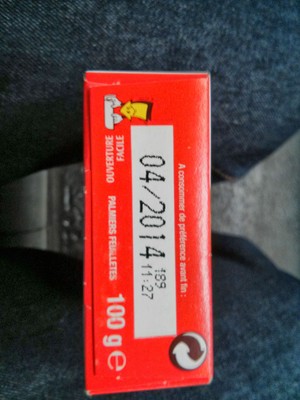 A consommer de préférence avant fin :
04/2014 189
11:27
OUVERTURE
FACILE
PALMIERS FEUILLETES 100 g e